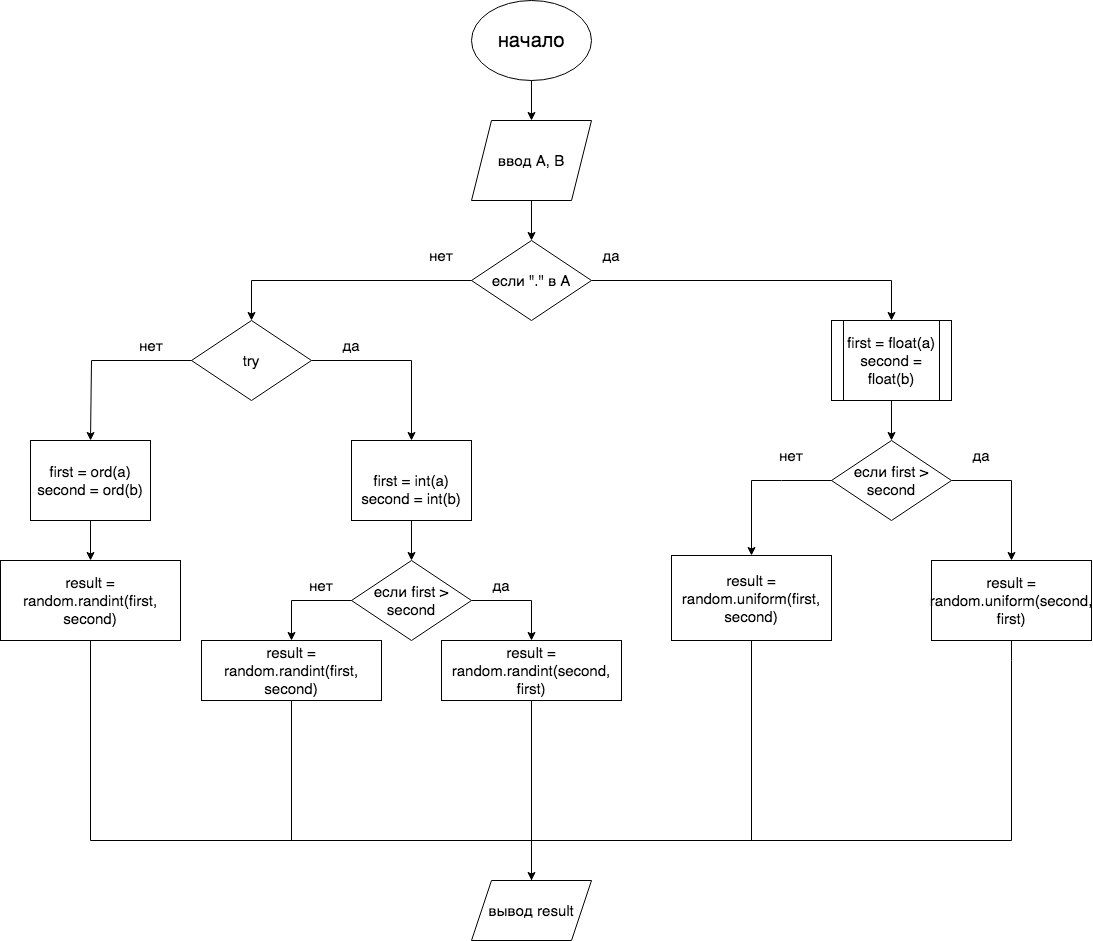 начало
ввод A, B
нет
да
если "." в A
нет
да
try
first = float(a)
second =
float(b)
first = ord(a)
second = ord(b)
first = int(a)
second = int(b)
нет
да
если first >
second
result =
random.randint(first,
second)
нет
да
если first >
second
result =
random.uniform(first,
second)
result =
random.uniform(second,
first)
result =
random.randint(first,
second)
result =
random.randint(second,
first)
вывод result